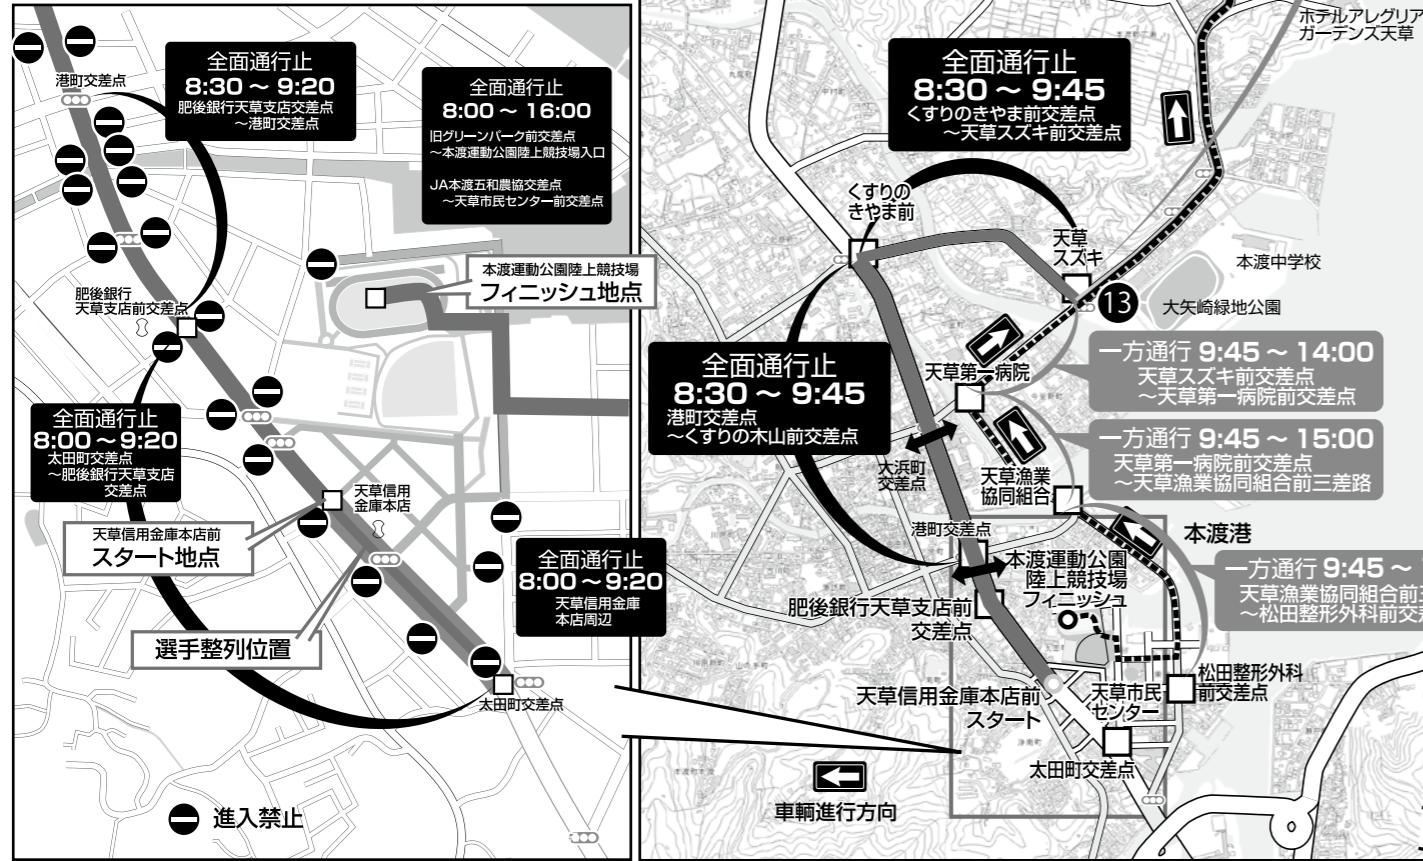 港町交差点
全面通行止
8:30 ～ 9:20
肥後銀行天草支店交差点
～港町交差点
全面通行止
8:00 ～ 16:00
旧グリーンパーク前交差点
～本渡運動公園陸上競技場入口
JA本渡五和農協交差点
～天草市民センター前交差点
本渡運動公園陸上競技場
フィニッシュ地点
肥後銀行
天草支店前交差点
全面通行止
8:00 ～ 9:20
太田町交差点
～肥後銀行天草支店
交差点
天草信用
金庫本店
天草信用金庫本店前
スタート地点
選手整列位置
全面通行止
8:00 ～ 9:20
天草信用金庫
本店周辺
太田町交差点
進入禁止
ホテルアレグリア
ガーデンズ天草
全面通行止
8:30 ～ 9:45
くすりのきやま前交差点
～天草スズキ前交差点
くすりの
きやま前
天草
スズキ
本渡中学校
13
大矢崎緑地公園
全面通行止
8:30 ～ 9:45
港町交差点
～くすりの木山前交差点
天草第一病院
一方通行 9:45 ～ 14:00
天草スズキ前交差点
～天草第一病院前交差点
一方通行 9:45 ～ 15:00
天草第一病院前交差点
～天草漁業協同組合前三差路
大浜町
交差点
天草漁業
協同組合
港町交差点
本渡港
本渡運動公園
陸上競技場
フィニッシュ
一方通行 9:45 ～
天草漁業協同組合前
～松田整形外科前交
肥後銀行天草支店前
交差点
松田整形外科
前交差点
天草信用金庫本店前
スタート
天草市民
センター
太田町交差点
車輌進行方向